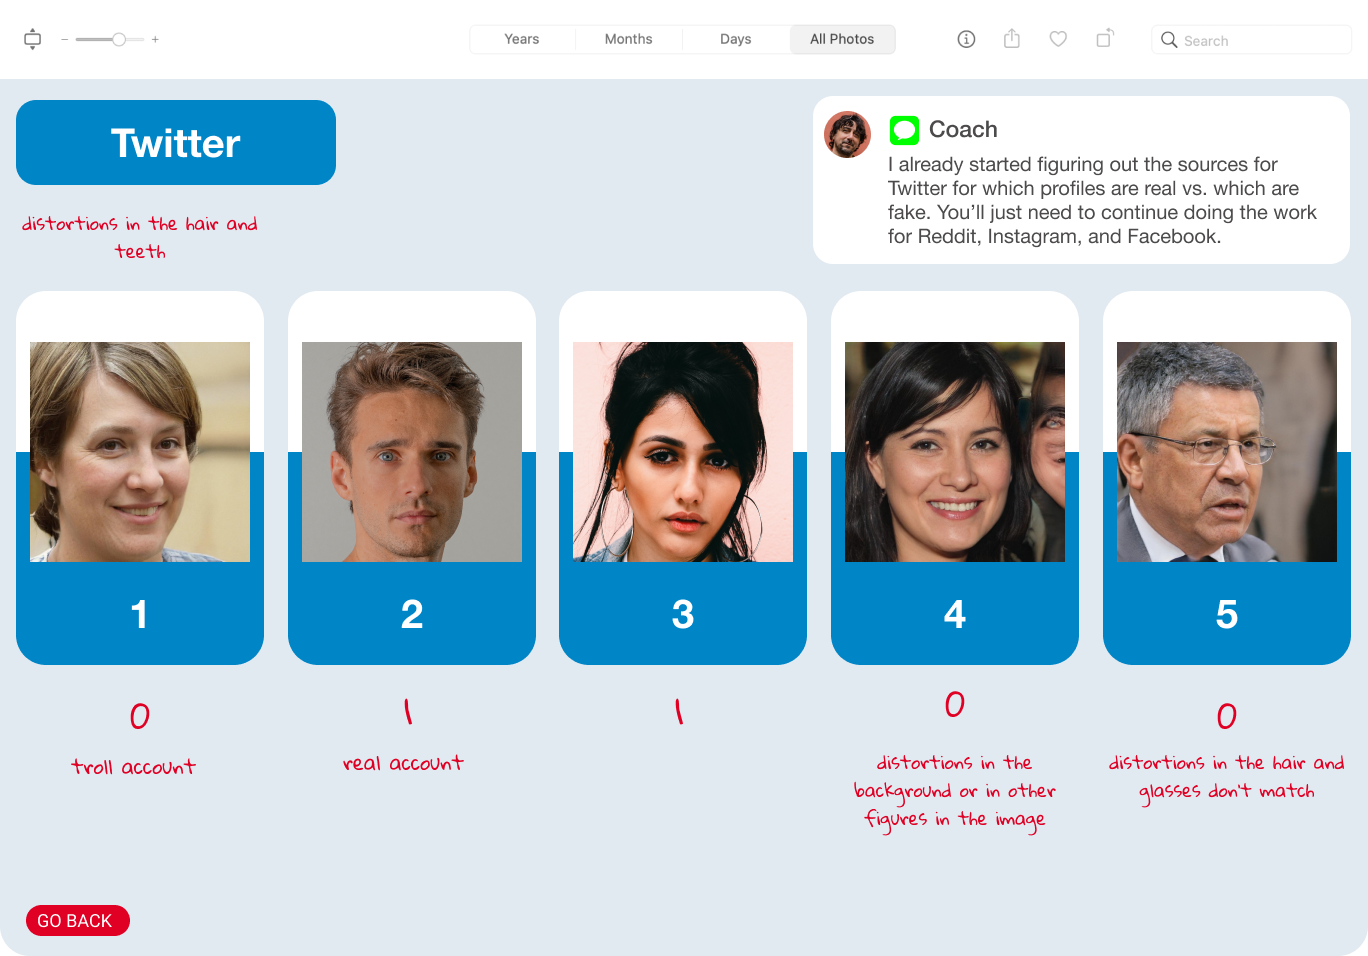 Years Months Days All Photos
Search
Twitter
Coach
I already started figuring out the sources for
Twitter for which profiles are real vs. which are
fake. You'll just need to continue doing the work
for Reddit, Instagram, and Facebook.
distortions in the hair and
teeth
1 2 3 4 5
0 1 1 0 0
troll account
real account
distortions in the
background or in other
figures in the image
distortions in the hair and
glasses don't match
GO BACK